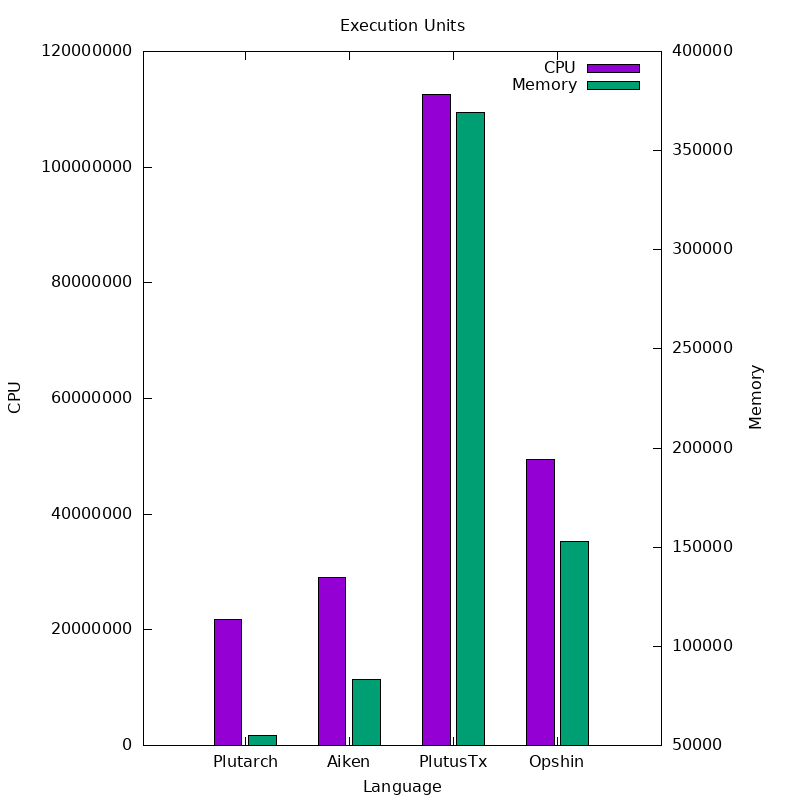 Execution Units
120000000
100000000
80000000
60000000
40000000
20000000
0
CPU
CPU
Memory
400000
350000
300000
250000
200000
150000
100000
50000
Memory
Plutarch Aiken PlutusTx Opshin
Language